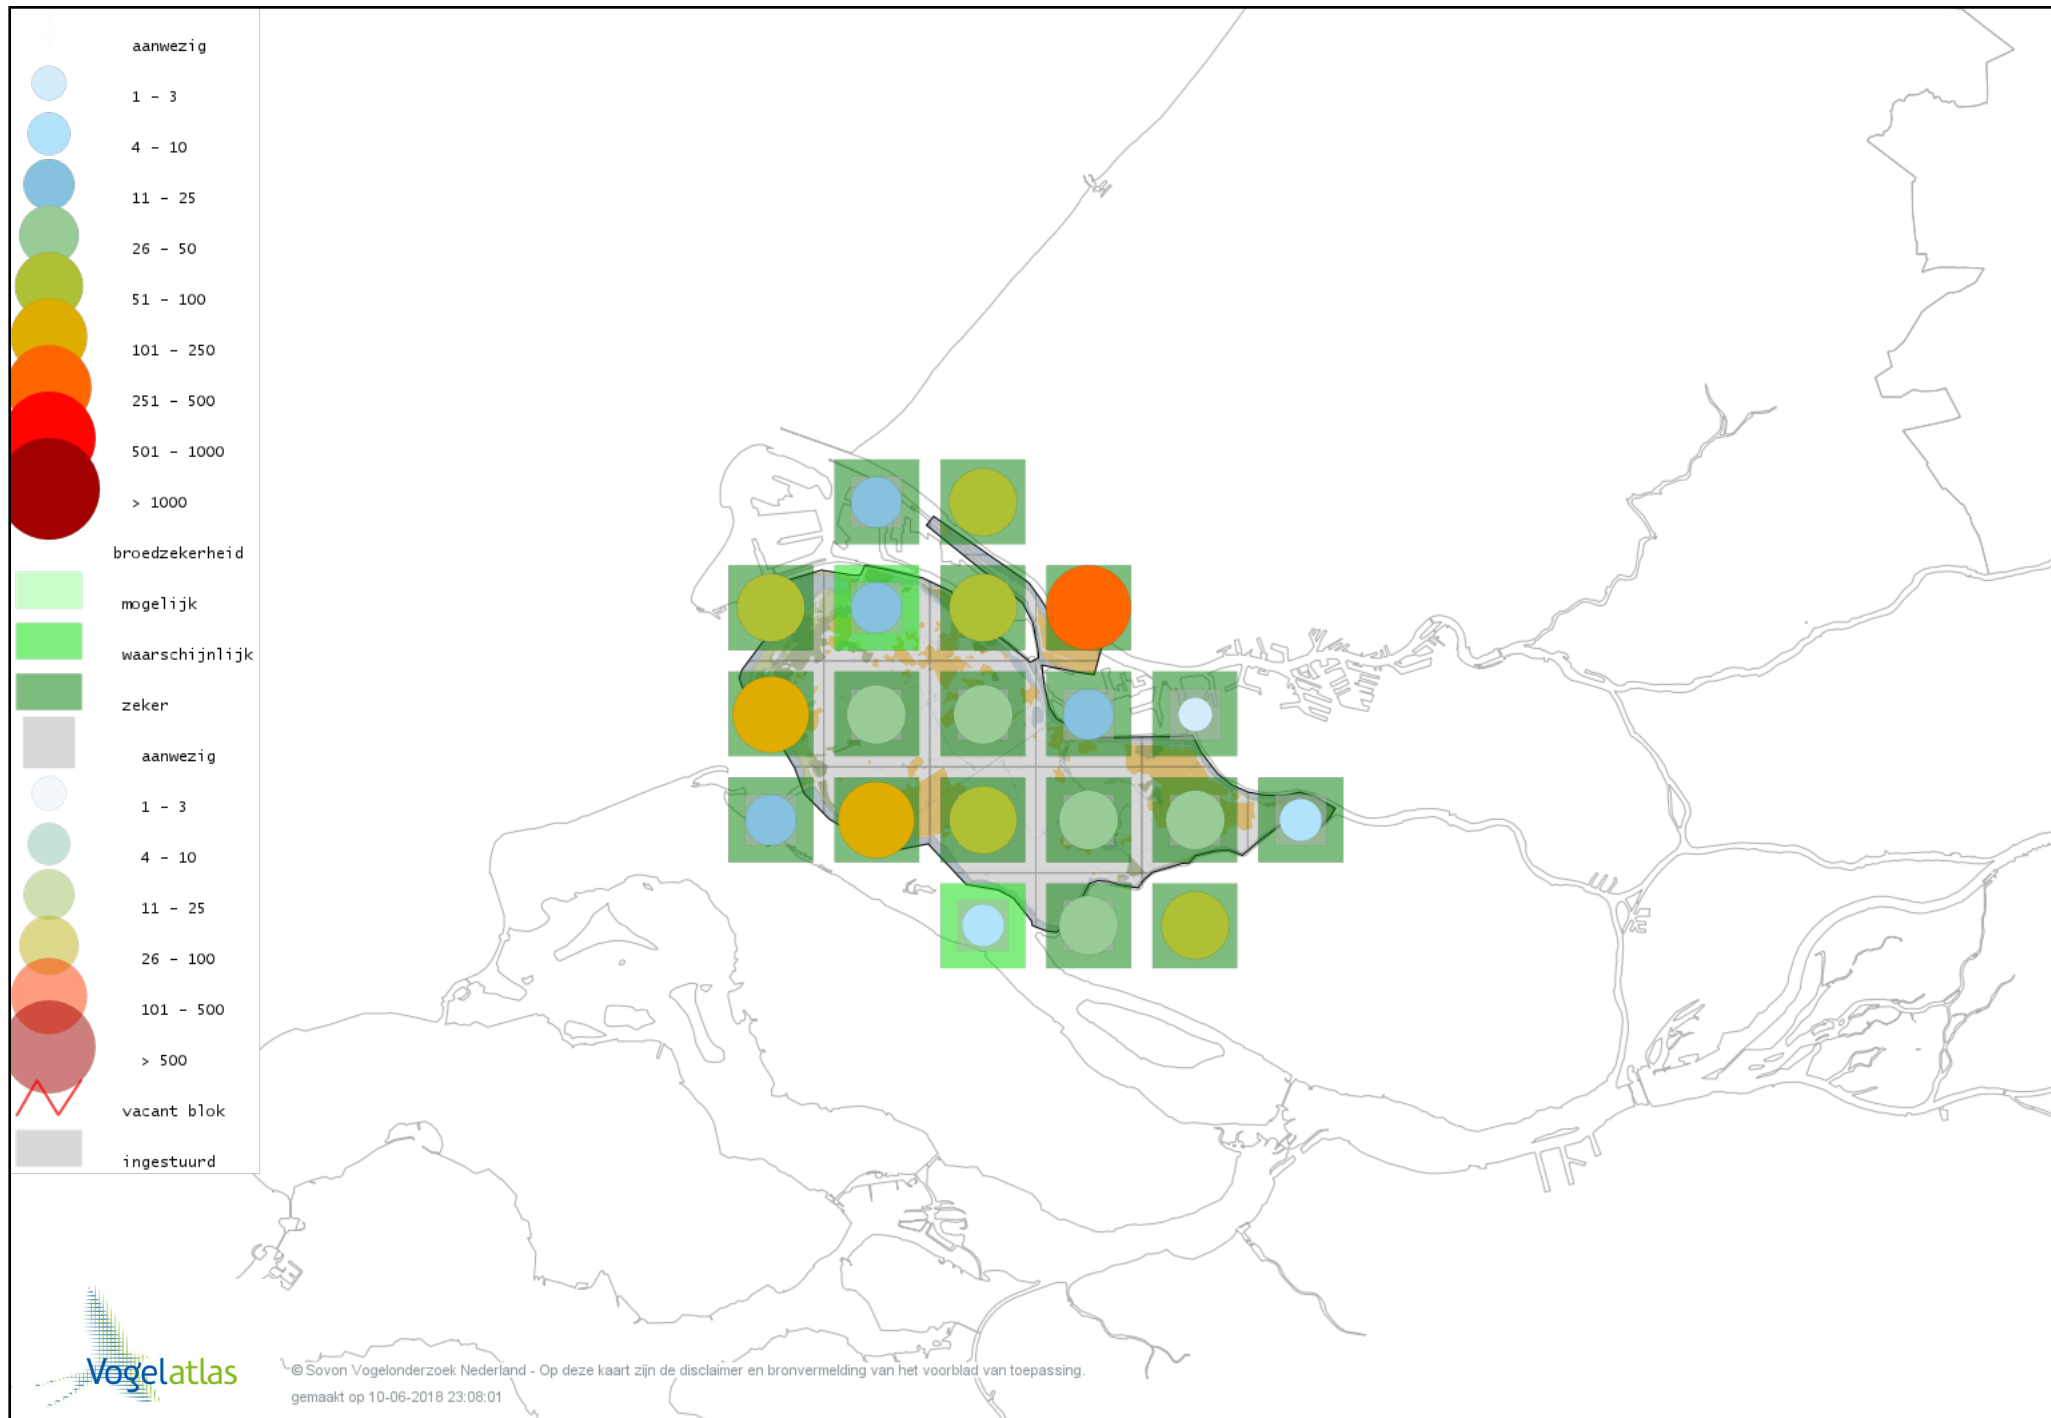 aanwezig
1 - 3
4 - 10
11 - 25
26 - 50
51 - 100
101 - 250
251 - 500
501 - 1000
> 1000
broedzekerheid
mogelijk
waarschijnlijk
zeker
aanwezig
1 - 3
4 - 10
11 - 25
26 - 100
101 - 500
> 500
vacant blok
ingestuurd
Vogelatlas
© Sovon Vogelonderzoek Nederland - Op deze kaart zijn de disclaimer en bronvermelding van het voorblad van toepassing.
gemaakt op 10-06-2018 23:08:01